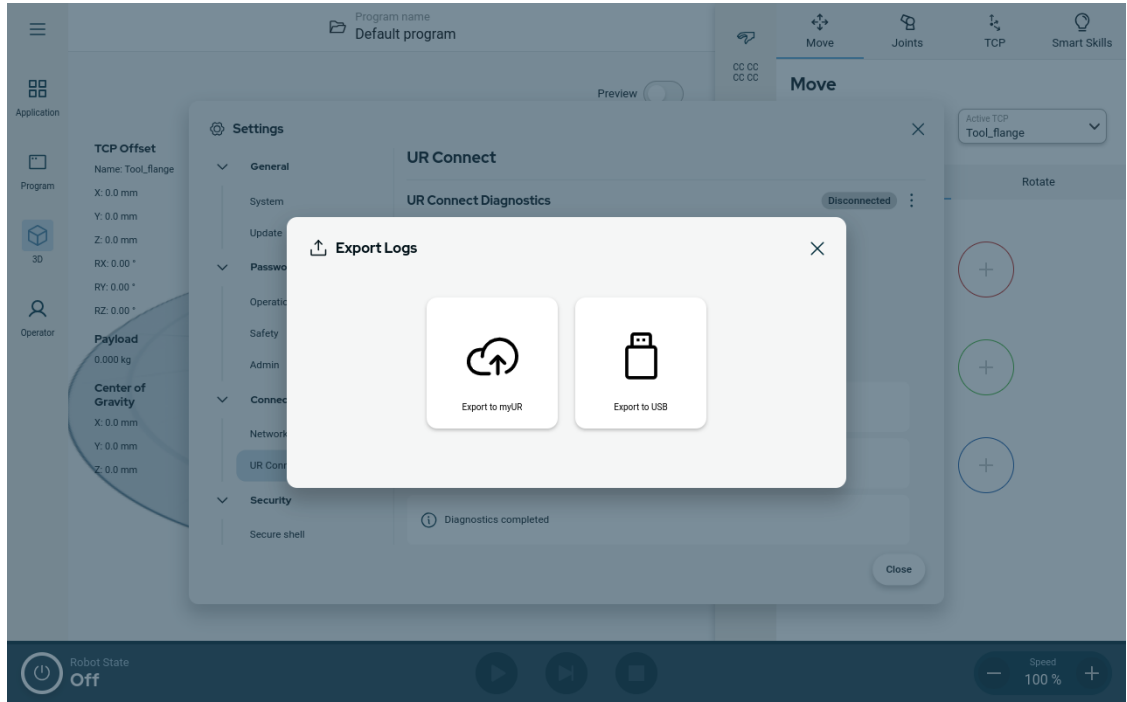 Program name
Default program
Move
Joints
TCP
Smart Skills
CC CC
CC CC
Move
Application
Preview
Active TCP
Tool_flange
Settings
TCP Offset
Name: Tool_flange
General
UR Connect
Program
Rotate
X: 0.0 mm
System
UR Connect Diagnostics
Disconnected
Y: 0.0 mm
Update
Z: 0.0 mm
3D
Export Logs
RX: 0.00 °
Passwo
RY: 0.00 °
Operatio
RZ: 0.00 °
Operator
Safety
Payload
0.000 kg
Admin
Center of
Gravity
Connec
Export to myUR
Export to USB
X: 0.0 mm
Network
Y: 0.0 mm
UR Conr
Z: 0.0 mm
Security
Diagnostics completed
Secure shell
Close
Robot State
Off
Speed
100 %